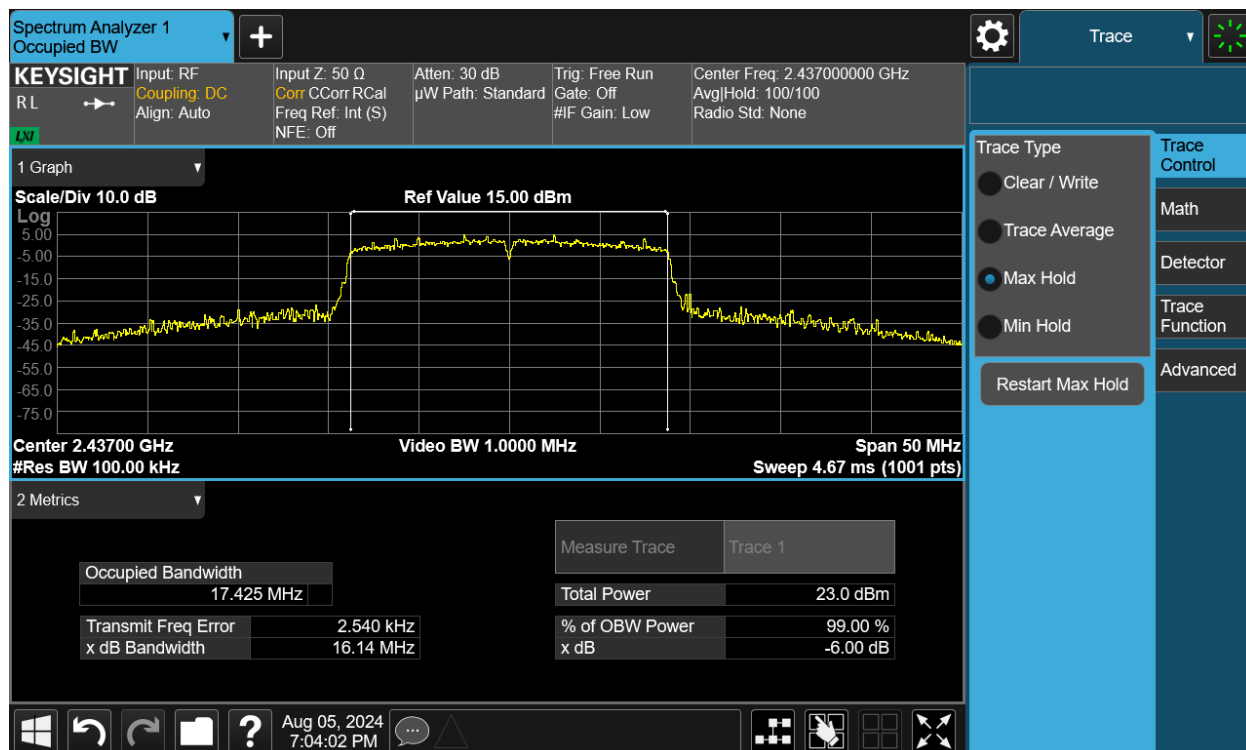 Spectrum Analyzer 1
Occupied BW
+
Trace
KEYSIGHT
R L
LXI
Input: RF
Coupling: DC
Align: Auto
Input Z: 50 Ω
Corr CCorr RCal
Freq Ref: Int (S)
NFE: Off
Atten: 30 dB
µW Path: Standard
Trig: Free Run
Gate: Off
#IF Gain: Low
Center Freq: 2.437000000 GHz
Avg|Hold: 100/100
Radio Std: None
1 Graph
Scale/Div 10.0 dB
Ref Value 15.00 dBm
Log
5.00
-5.00
-15.0
-25.0
-35.0
-45.0
-55.0
-65.0
-75.0
Center 2.43700 GHz
Video BW 1.0000 MHz
Span 50 MHz
#Res BW 100.00 kHz
Sweep 4.67 ms (1001 pts)
2 Metrics
Measure Trace
Trace 1
Occupied Bandwidth
17.425 MHz
Total Power
23.0 dBm
Transmit Freq Error
2.540 kHz
% of OBW Power
99.00 %
x dB Bandwidth
16.14 MHz
x dB
-6.00 dB
Trace Type
Clear / Write
Trace Average
Max Hold
Min Hold
Restart Max Hold
Trace
Control
Math
Detector
Trace
Function
Advanced
?
Aug 05, 2024
7:04:02 PM